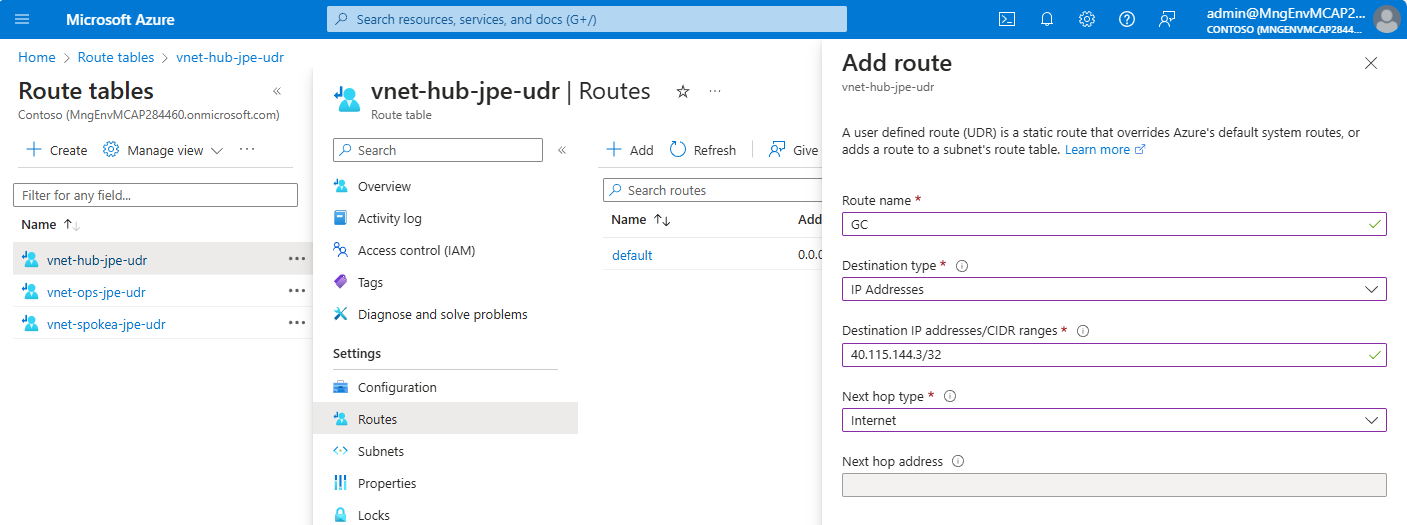 Microsoft Azure
Search resources, services, and docs (G+/)
admin@MngEnvMCAP2...
CONTOSO (MNGENVMCAP2844...
Home > Route tables > vnet-hub-jpe-udr
Route tables
«
Contoso (MngEnvMCAP284460.onmicrosoft.com)
Create
Manage view
...
Filter for any field...
Name
vnet-hub-jpe-udr
...
vnet-ops-jpe-udr
...
vnet-spokea-jpe-udr
...
vnet-hub-jpe-udr | Routes
...
Route table
Search
«
Overview
Activity log
Access control (IAM)
Tags
Diagnose and solve problems
Settings
Configuration
Routes
Subnets
Properties
Locks
Add
Refresh
Give
Search routes
Name
Add
default
0.0.0
Add route
vnet-hub-jpe-udr
A user defined route (UDR) is a static route that overrides Azure's default system routes, or
adds a route to a subnet's route table. Learn more
Route name *
GC
Destination type *
IP Addresses
Destination IP addresses/CIDR ranges *
40.115.144.3/32
Next hop type *
Internet
Next hop address